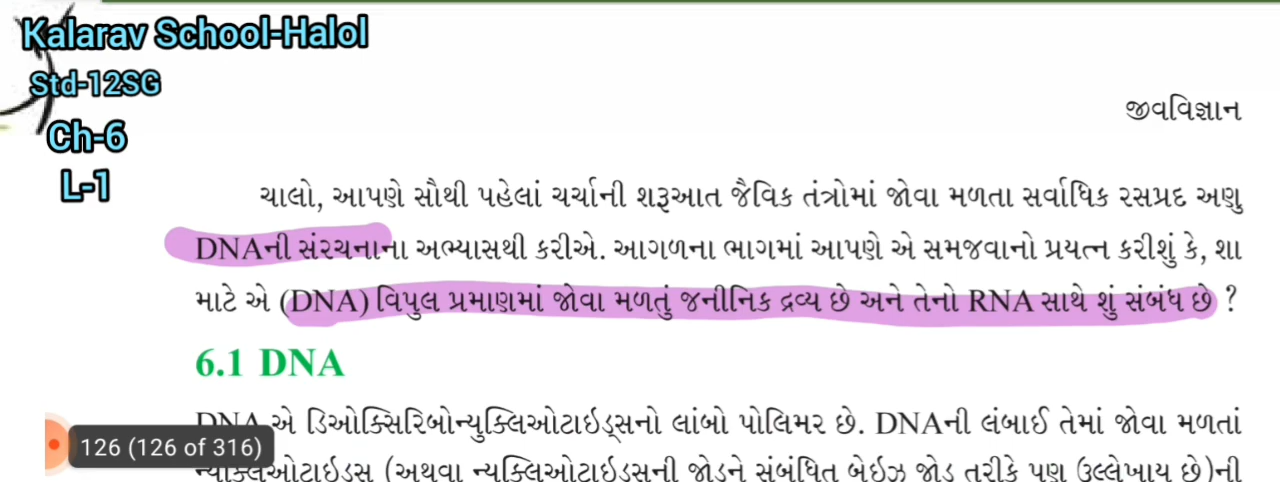 Kalarav School-Halol
Std-12SG
Ch-6
L-1
જીવવિજ્ઞાન
ચાલો, આપણે સૌથી પહેલાં ચર્ચાની શરૂઆત જૈવિક તંત્રોમાં જોવા મળતા સર્વાધિક રસપ્રદ અણુ
DNAની સંરચનાના અભ્યાસથી કરીએ. આગળના ભાગમાં આપણે એ સમજવાનો પ્રયત્ન કરીશું કે, શા
માટે એ (DNA) વિપુલ પ્રમાણમાં જોવા મળતું જનીનિક દ્રવ્ય છે અને તેનો RNA સાથે શું સંબંધ છે ?
6.1 DNA
DNA એ ડિઓક્સિરિબોન્યુક્લિઓટાઇડ્સનો લાંબો પોલિમર છે. DNAની લંબાઈ તેમાં જોવા મળતાં
126 (126 of 316)
ન્યુક્લિઓટાઇડ્સ (અથવા ન્યુક્લિઓટાઇડ્સની જોડને સંબંધિત બેઇઝ જોડ તરીકે પણ ઉલ્લેખાય છે)ની